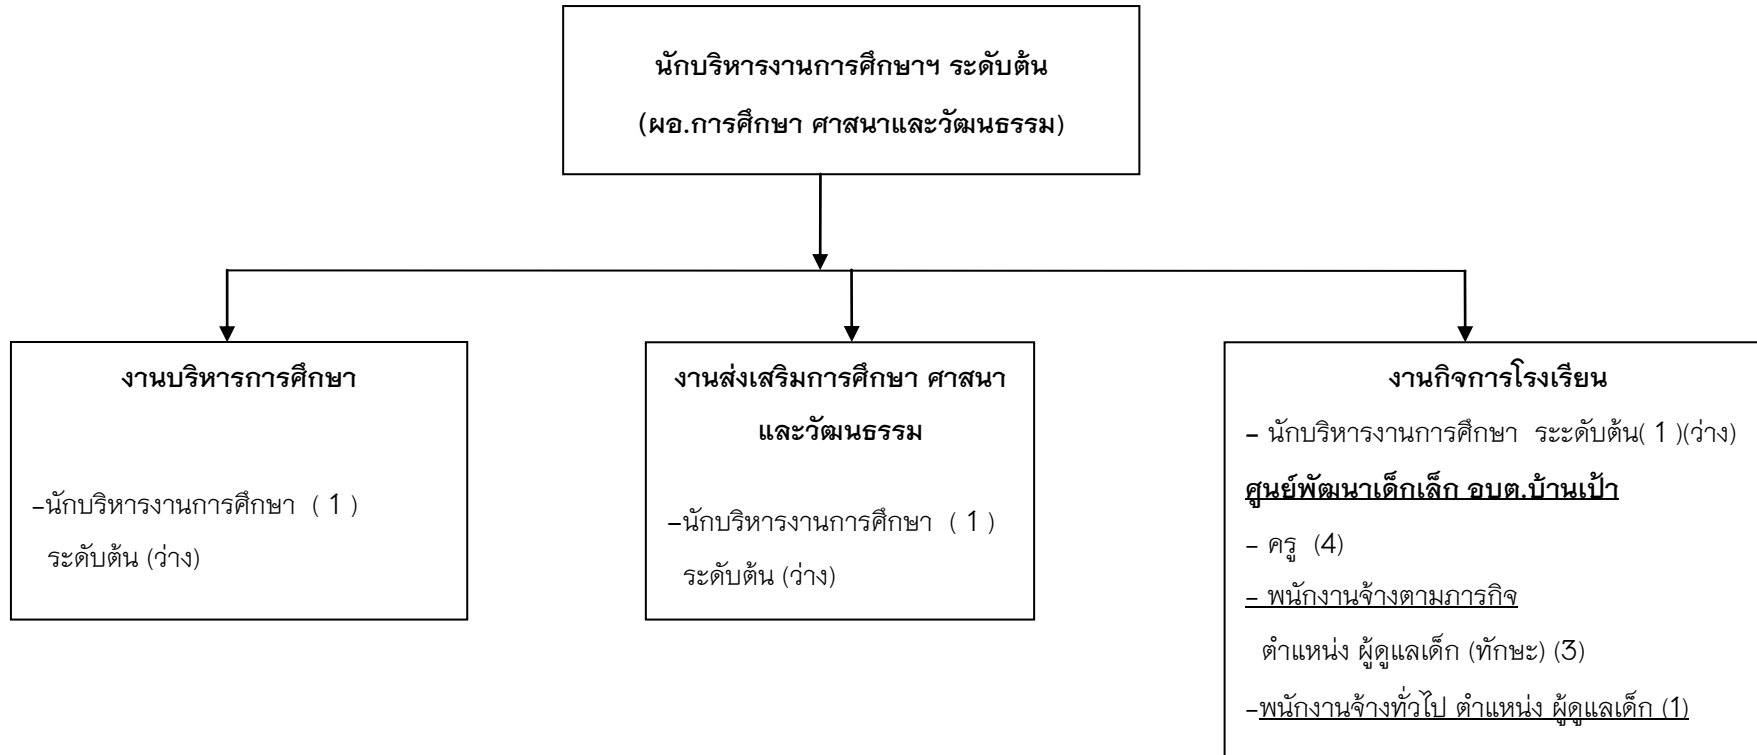 นักบริหารงานการศึกษาฯ ระดับต้น
(ผอ.การศึกษา ศาสนาและวัฒนธรรม)
งานบริหารการศึกษา
-นักบริหารงานการศึกษา ( 1 )
ระดับต้น (ว่าง)
งานส่งเสริมการศึกษา ศาสนา
และวัฒนธรรม
-นักบริหารงานการศึกษา ( 1 )
ระดับต้น (ว่าง)
งานกิจการโรงเรียน
- นักบริหารงานการศึกษา ระะดับต้น( 1 )(ว่าง)
ศูนย์พัฒนาเด็กเล็ก อบต.บ้านเป้า
- ครู (4)
- พนักงานจ้างตามภารกิจ
ตำแหน่ง ผู้ดูแลเด็ก (ทักษะ) (3)
-พนักงานจ้างทั่วไป ตำแหน่ง ผู้ดูแลเด็ก (1)